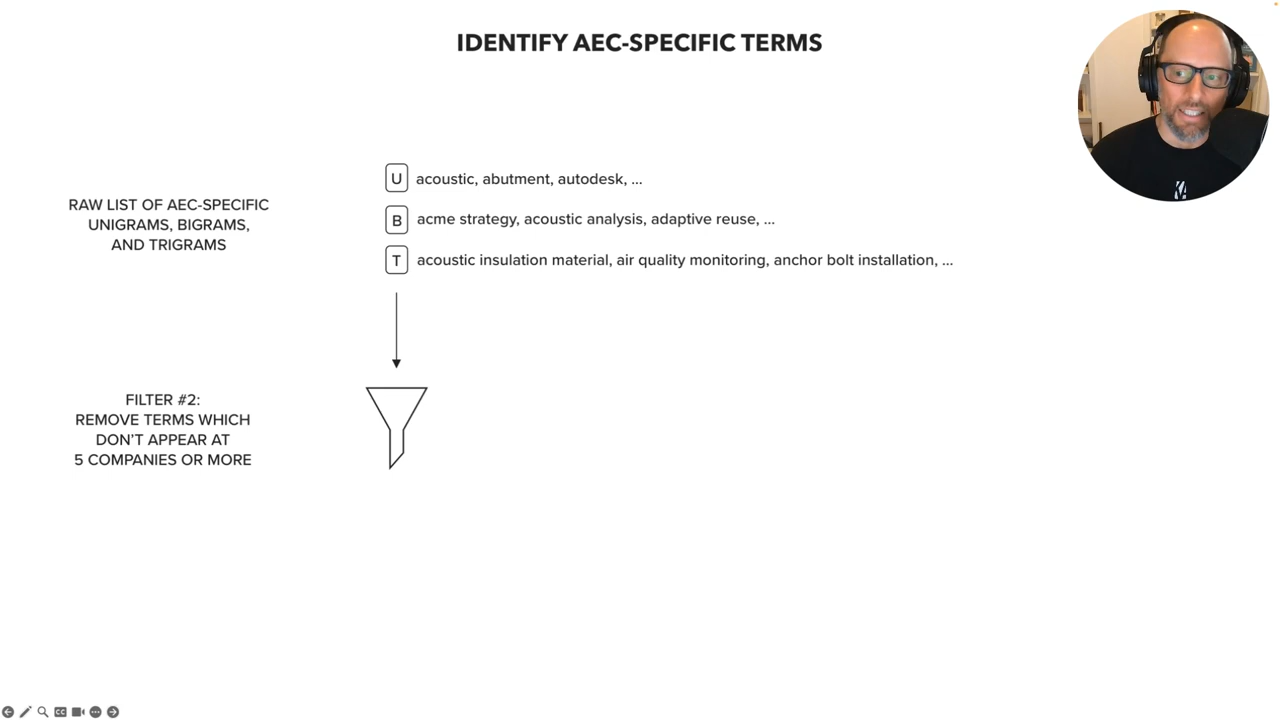 IDENTIFY AEC-SPECIFIC TERMS
RAW LIST OF AEC-SPECIFIC
UNIGRAMS, BIGRAMS,
AND TRIGRAMS
U acoustic, abutment, autodesk, ...
B acme strategy, acoustic analysis, adaptive reuse, ...
T acoustic insulation material, air quality monitoring, anchor bolt installation, ...
FILTER #2:
REMOVE TERMS WHICH
DON'T APPEAR AT
5 COMPANIES OR MORE